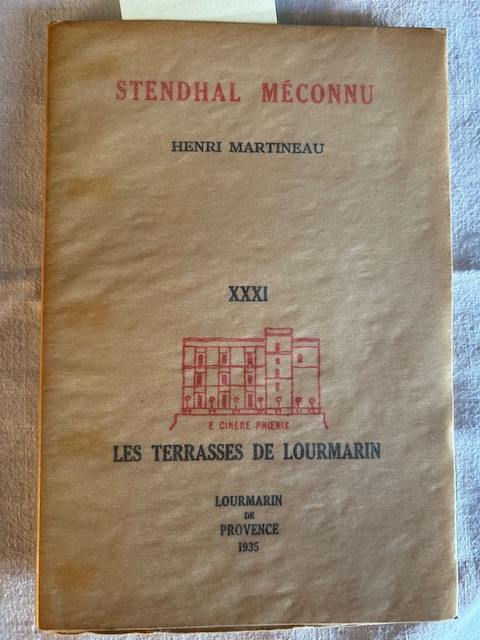 STENDHAL MÉCONNU
HENRI MARTINEAU
XXXI
E CINERE PHŒNIX
LES TERRASSES DE LOURMARIN
LOURMARIN
DE
PROVENCE
1935